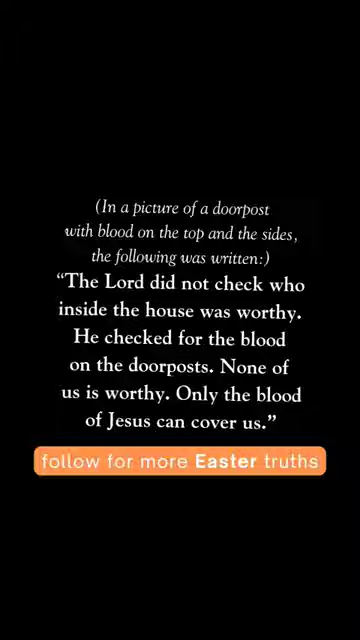 (In a picture of a doorpost
with blood on the top and the sides,
the following was written:)
“The Lord did not check who
inside the house was worthy.
He checked for the blood
on the doorposts. None of
us is worthy. Only the blood
of Jesus can cover us.”
follow for more Easter truths